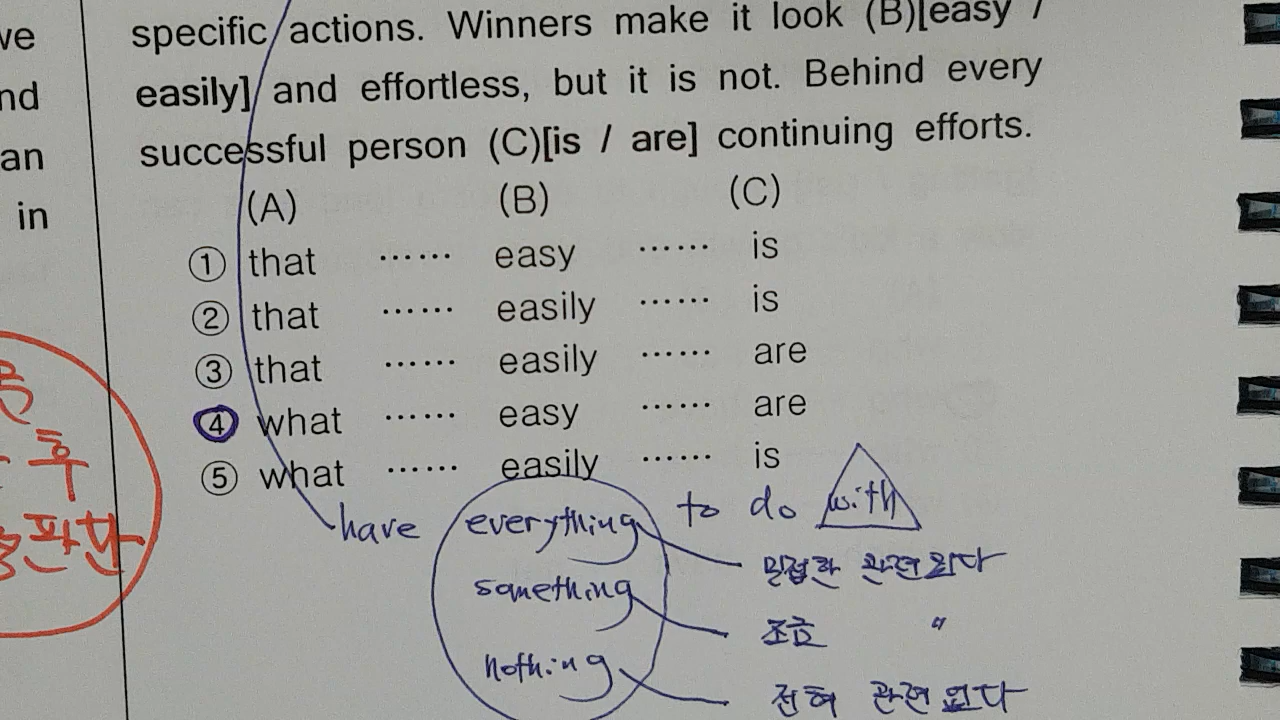 specific actions. Winners make it look (B)[easy /
easily] and effortless, but it is not. Behind every
successful person (C)[is / are] continuing efforts.
(A) (B) (C)
① that ······ easy ······ is
② that ······ easily ······ is
③ that ······ easily ······ are
④ what ······ easy ······ are
⑤ what ······ easily ······ is
have everything to do with
밀접한 관련 있다
something
조금 〃
nothing
전혀 관련 없다
ve
nd
an
in
후
판단